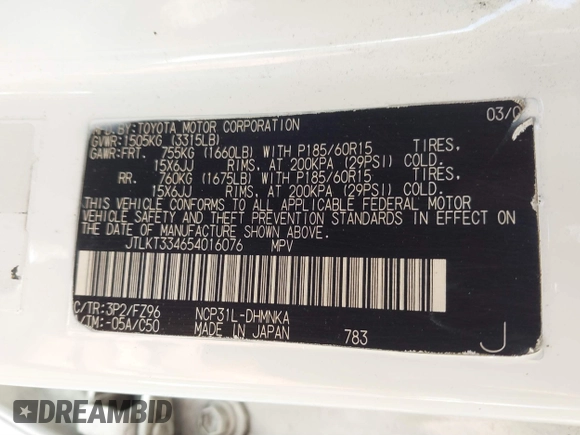 BY: TOYOTA MOTOR CORPORATION 03/0
GVWR: 1505KG (3315LB)
GAWR: FRT. 755KG (1660LB) WITH P185/60R15 TIRES,
15X6JJ RIMS, AT 200KPA (29PSI) COLD.
RR. 760KG (1675LB) WITH P185/60R15 TIRES,
15X6JJ RIMS, AT 200KPA (29PSI) COLD.
THIS VEHICLE CONFORMS TO ALL APPLICABLE FEDERAL MOTOR
VEHICLE SAFETY AND THEFT PREVENTION STANDARDS IN EFFECT ON
THE DATE OF MANUFACTURE SHOWN ABOVE.
JTLKT334654016076 MPV
C/TR: 3P2/FZ96 NCP31L-DHMNKA
/TM: -05A/C50 MADE IN JAPAN 783 J
DREAMBID